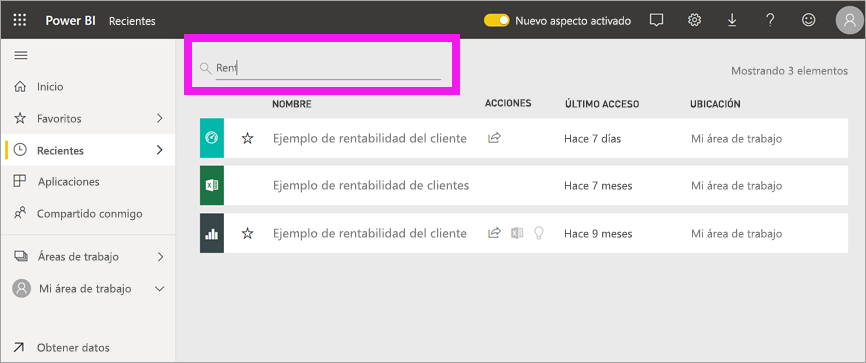 Power BI Recientes Nuevo aspecto activado
Rent
Mostrando 3 elementos
Inicio
Favoritos
Recientes
Aplicaciones
Compartido conmigo
Áreas de trabajo
Mi área de trabajo
Obtener datos
NOMBRE ACCIONES ÚLTIMO ACCESO UBICACIÓN
Ejemplo de rentabilidad del cliente Hace 7 días Mi área de trabajo
Ejemplo de rentabilidad de clientes Hace 7 meses Mi área de trabajo
Ejemplo de rentabilidad del cliente Hace 9 meses Mi área de trabajo